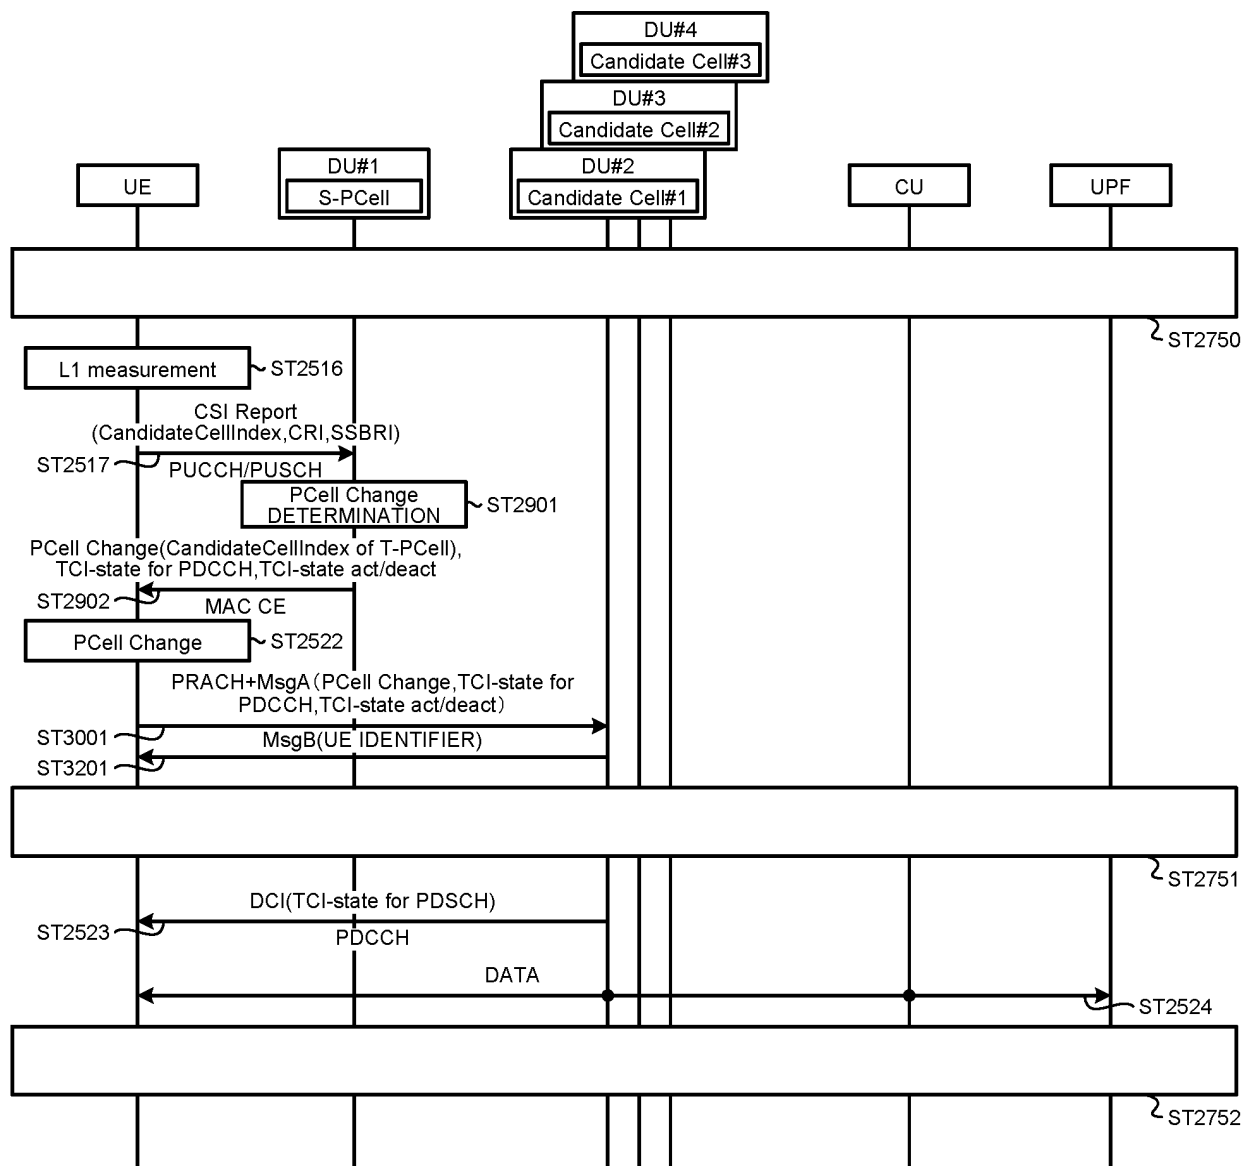 DU#4
Candidate Cell#3
DU#3
Candidate Cell#2
DU#1
DU#2
UE
S-PCell
Candidate Cell#1
CU
UPF
ST2750
L1 measurement
ST2516
CSI Report
(CandidateCellIndex,CRI,SSBRI)
ST2517
PUCCH/PUSCH
PCell Change
DETERMINATION
ST2901
PCell Change(CandidateCellIndex of T-PCell),
TCI-state for PDCCH,TCI-state act/deact
ST2902
MAC CE
PCell Change
ST2522
PRACH+MsgA(PCell Change,TCI-state for
PDCCH,TCI-state act/deact)
ST3001
MsgB(UE IDENTIFIER)
ST3201
ST2751
DCI(TCI-state for PDSCH)
ST2523
PDCCH
DATA
ST2524
ST2752